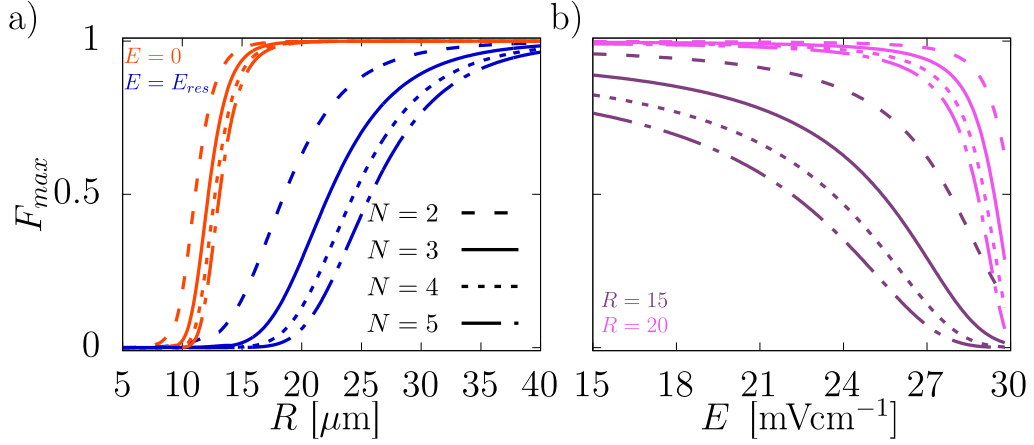 a)
1
0.5
0
F_max
E = 0
E = E_res
N = 2
N = 3
N = 4
N = 5
5 10 15 20 25 30 35 40
R [μm]
b)
R = 15
R = 20
15 18 21 24 27 30
E [mVcm⁻¹]